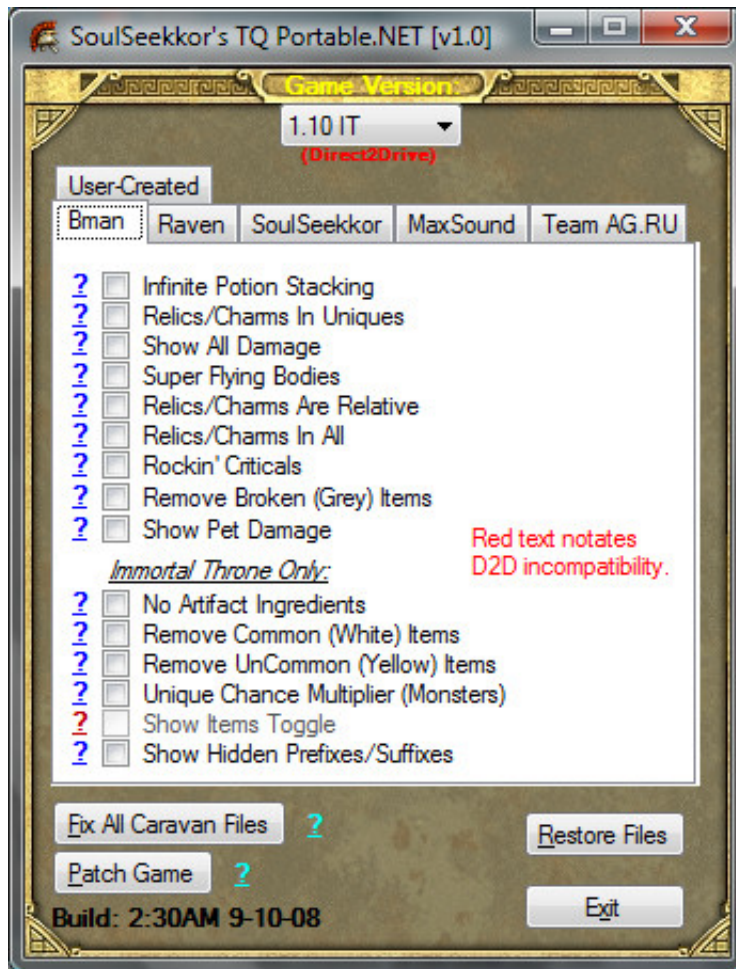 SoulSeekkor's TQ Portable.NET [v1.0]
Game Version:
1.10 IT
(Direct2Drive)
User-Created
Bman Raven SoulSeekkor MaxSound Team AG.RU
? Infinite Potion Stacking
? Relics/Charms In Uniques
? Show All Damage
? Super Flying Bodies
? Relics/Charms Are Relative
? Relics/Charms In All
? Rockin' Criticals
? Remove Broken (Grey) Items
? Show Pet Damage
Red text notates
D2D incompatibility.
Immortal Throne Only:
? No Artifact Ingredients
? Remove Common (White) Items
? Remove UnCommon (Yellow) Items
? Unique Chance Multiplier (Monsters)
? Show Items Toggle
? Show Hidden Prefixes/Suffixes
Fix All Caravan Files ?
Restore Files
Patch Game ?
Exit
Build: 2:30AM 9-10-08